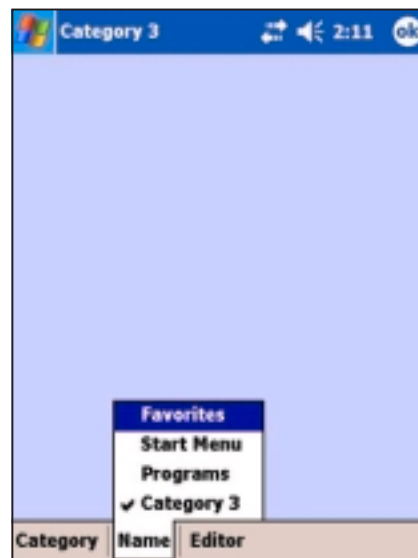 Category 3 2:11 ok
Favorites
Start Menu
Programs
✓ Category 3
Category Name Editor